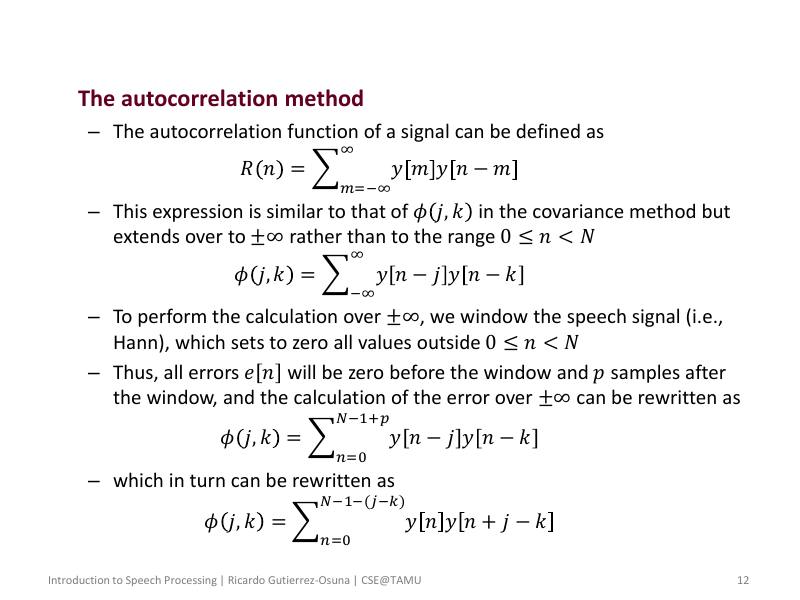 The autocorrelation method
– The autocorrelation function of a signal can be defined as
R(n) = ∑_{m=−∞}^{∞} y[m]y[n − m]
– This expression is similar to that of ϕ(j, k) in the covariance method but
extends over to ±∞ rather than to the range 0 ≤ n < N
ϕ(j, k) = ∑_{−∞}^{∞} y[n − j]y[n − k]
– To perform the calculation over ±∞, we window the speech signal (i.e.,
Hann), which sets to zero all values outside 0 ≤ n < N
– Thus, all errors e[n] will be zero before the window and p samples after
the window, and the calculation of the error over ±∞ can be rewritten as
ϕ(j, k) = ∑_{n=0}^{N−1+p} y[n − j]y[n − k]
– which in turn can be rewritten as
ϕ(j, k) = ∑_{n=0}^{N−1−(j−k)} y[n]y[n + j − k]
Introduction to Speech Processing | Ricardo Gutierrez-Osuna | CSE@TAMU 12